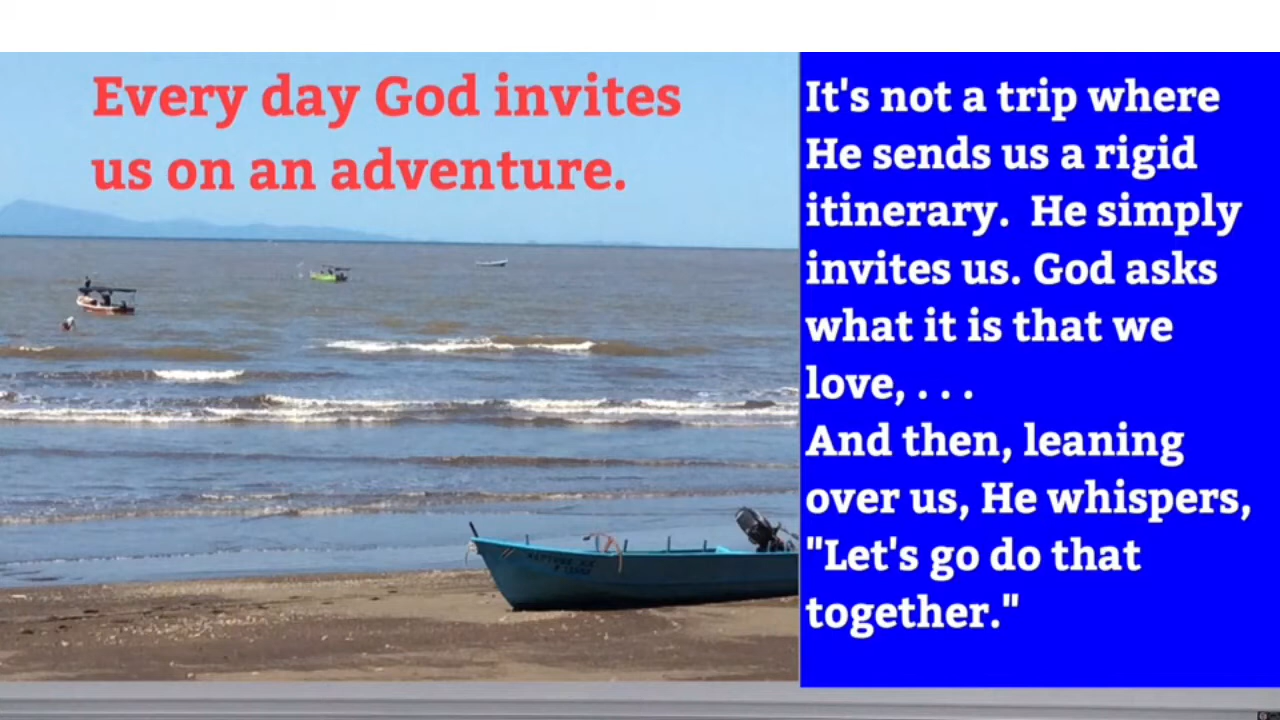 Every day God invites
us on an adventure.
It's not a trip where
He sends us a rigid
itinerary. He simply
invites us. God asks
what it is that we
love, . . .
And then, leaning
over us, He whispers,
"Let's go do that
together."